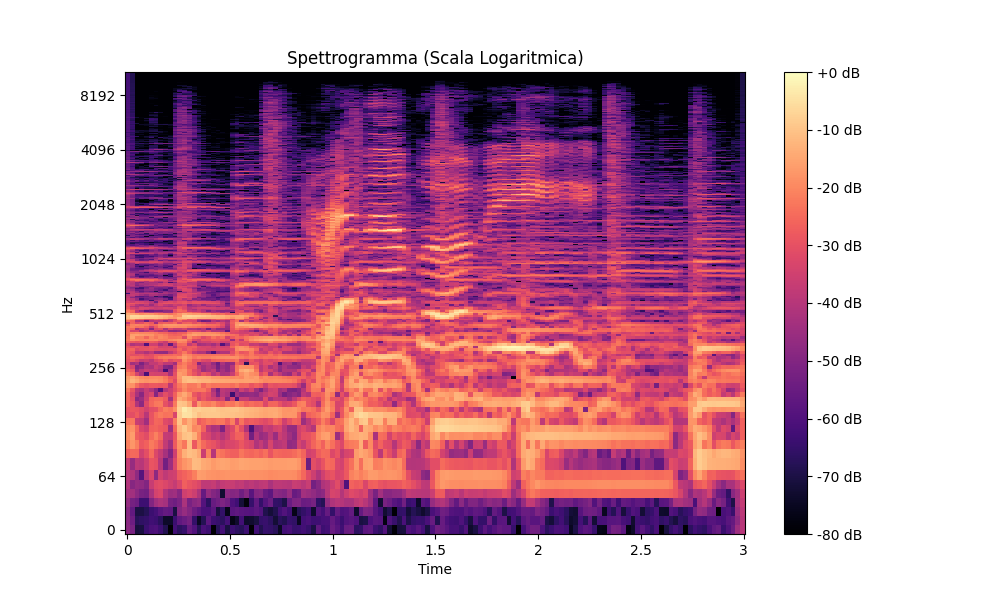 Spettrogramma (Scala Logaritmica)
Hz
8192
4096
2048
1024
512
256
128
64
0
0 0.5 1 1.5 2 2.5 3
Time
+0 dB
-10 dB
-20 dB
-30 dB
-40 dB
-50 dB
-60 dB
-70 dB
-80 dB